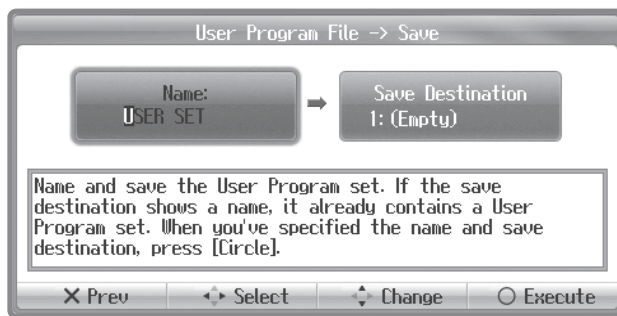 User Program File -> Save
Name:
USER SET
Save Destination
1: (Empty)
Name and save the User Program set. If the save
destination shows a name, it already contains a User
Program set. When you've specified the name and save
destination, press [Circle].
X Prev Select Change O Execute